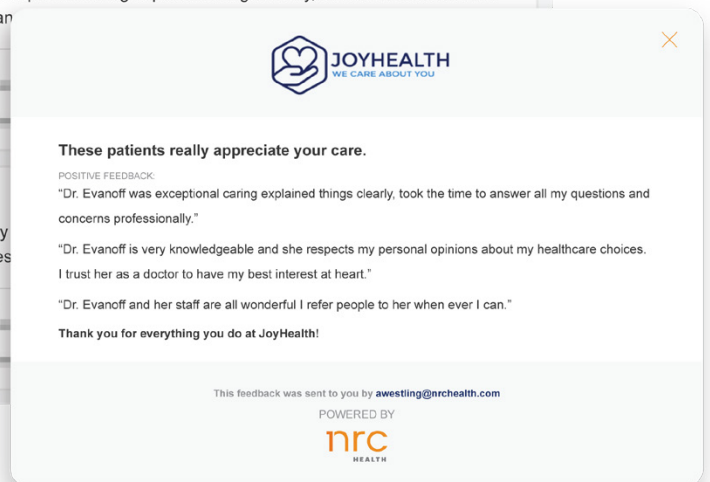 an
JOYHEALTH
WE CARE ABOUT YOU
These patients really appreciate your care.
POSITIVE FEEDBACK:
“Dr. Evanoff was exceptional caring explained things clearly, took the time to answer all my questions and
concerns professionally.”
“Dr. Evanoff is very knowledgeable and she respects my personal opinions about my healthcare choices.
I trust her as a doctor to have my best interest at heart.”
“Dr. Evanoff and her staff are all wonderful I refer people to her when ever I can.”
Thank you for everything you do at JoyHealth!
This feedback was sent to you by awestling@nrchealth.com
POWERED BY
nrc
HEALTH